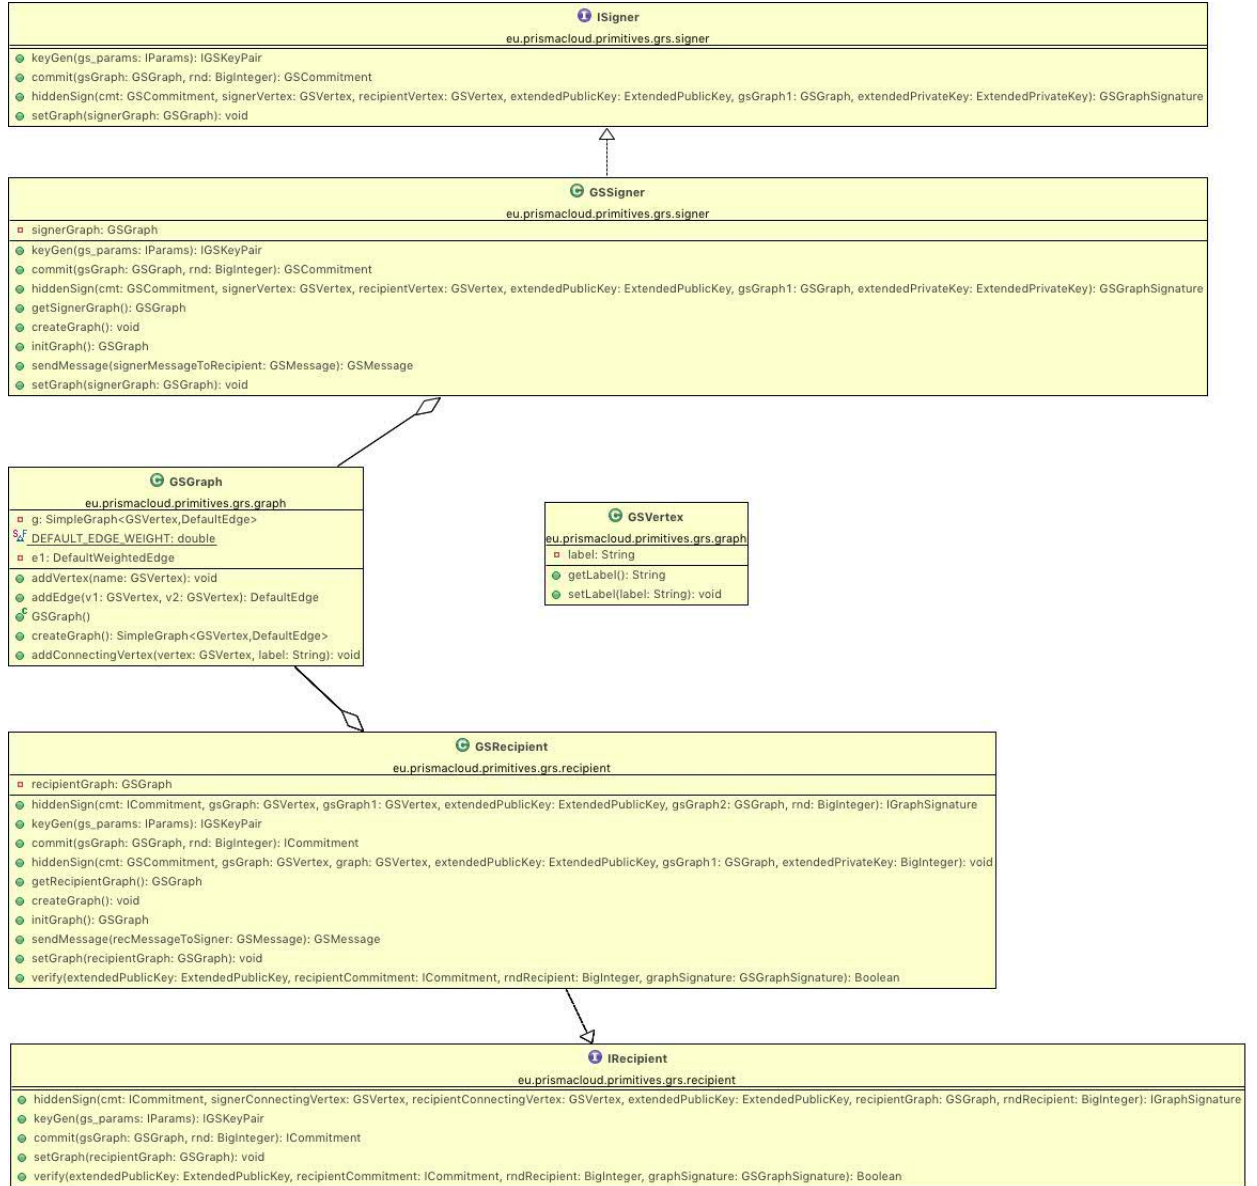 ISigner
eu.prismacloud.primitives.grs.signer
keyGen(gs_params: IParams): IGSKeyPair
commit(gsGraph: GSGraph, rnd: BigInteger): GSCommitment
hiddenSign(cmt: GSCommitment, signerVertex: GSVertex, recipientVertex: GSVertex, extendedPublicKey: ExtendedPublicKey, gsGraph1: GSGraph, extendedPrivateKey: ExtendedPrivateKey): GSGraphSignature
setGraph(signerGraph: GSGraph): void
GSSigner
eu.prismacloud.primitives.grs.signer
signerGraph: GSGraph
keyGen(gs_params: IParams): IGSKeyPair
commit(gsGraph: GSGraph, rnd: BigInteger): GSCommitment
hiddenSign(cmt: GSCommitment, signerVertex: GSVertex, recipientVertex: GSVertex, extendedPublicKey: ExtendedPublicKey, gsGraph1: GSGraph, extendedPrivateKey: ExtendedPrivateKey): GSGraphSignature
getSignerGraph(): GSGraph
createGraph(): void
initGraph(): GSGraph
sendMessage(signerMessageToRecipient: GSMessage): GSMessage
setGraph(signerGraph: GSGraph): void
GSGraph
eu.prismacloud.primitives.grs.graph
g: SimpleGraph<GSVertex,DefaultEdge>
DEFAULT_EDGE_WEIGHT: double
e1: DefaultWeightedEdge
addVertex(name: GSVertex): void
addEdge(v1: GSVertex, v2: GSVertex): DefaultEdge
GSGraph()
createGraph(): SimpleGraph<GSVertex,DefaultEdge>
addConnectingVertex(vertex: GSVertex, label: String): void
GSVertex
eu.prismacloud.primitives.grs.graph
label: String
getLabel(): String
setLabel(label: String): void
GSRecipient
eu.prismacloud.primitives.grs.recipient
recipientGraph: GSGraph
hiddenSign(cmt: ICommitment, gsGraph: GSVertex, gsGraph1: GSVertex, extendedPublicKey: ExtendedPublicKey, gsGraph2: GSGraph, rnd: BigInteger): IGraphSignature
keyGen(gs_params: IParams): IGSKeyPair
commit(gsGraph: GSGraph, rnd: BigInteger): ICommitment
hiddenSign(cmt: GSCommitment, gsGraph: GSVertex, graph: GSVertex, extendedPublicKey: ExtendedPublicKey, gsGraph1: GSGraph, extendedPrivateKey: BigInteger): void
getRecipientGraph(): GSGraph
createGraph(): void
initGraph(): GSGraph
sendMessage(recMessageToSigner: GSMessage): GSMessage
setGraph(recipientGraph: GSGraph): void
verify(extendedPublicKey: ExtendedPublicKey, recipientCommitment: ICommitment, rndRecipient: BigInteger, graphSignature: GSGraphSignature): Boolean
IRecipient
eu.prismacloud.primitives.grs.recipient
hiddenSign(cmt: ICommitment, signerConnectingVertex: GSVertex, recipientConnectingVertex: GSVertex, extendedPublicKey: ExtendedPublicKey, recipientGraph: GSGraph, rndRecipient: BigInteger): IGraphSignature
keyGen(gs_params: IParams): IGSKeyPair
commit(gsGraph: GSGraph, rnd: BigInteger): ICommitment
setGraph(recipientGraph: GSGraph): void
verify(extendedPublicKey: ExtendedPublicKey, recipientCommitment: ICommitment, rndRecipient: BigInteger, graphSignature: GSGraphSignature): Boolean